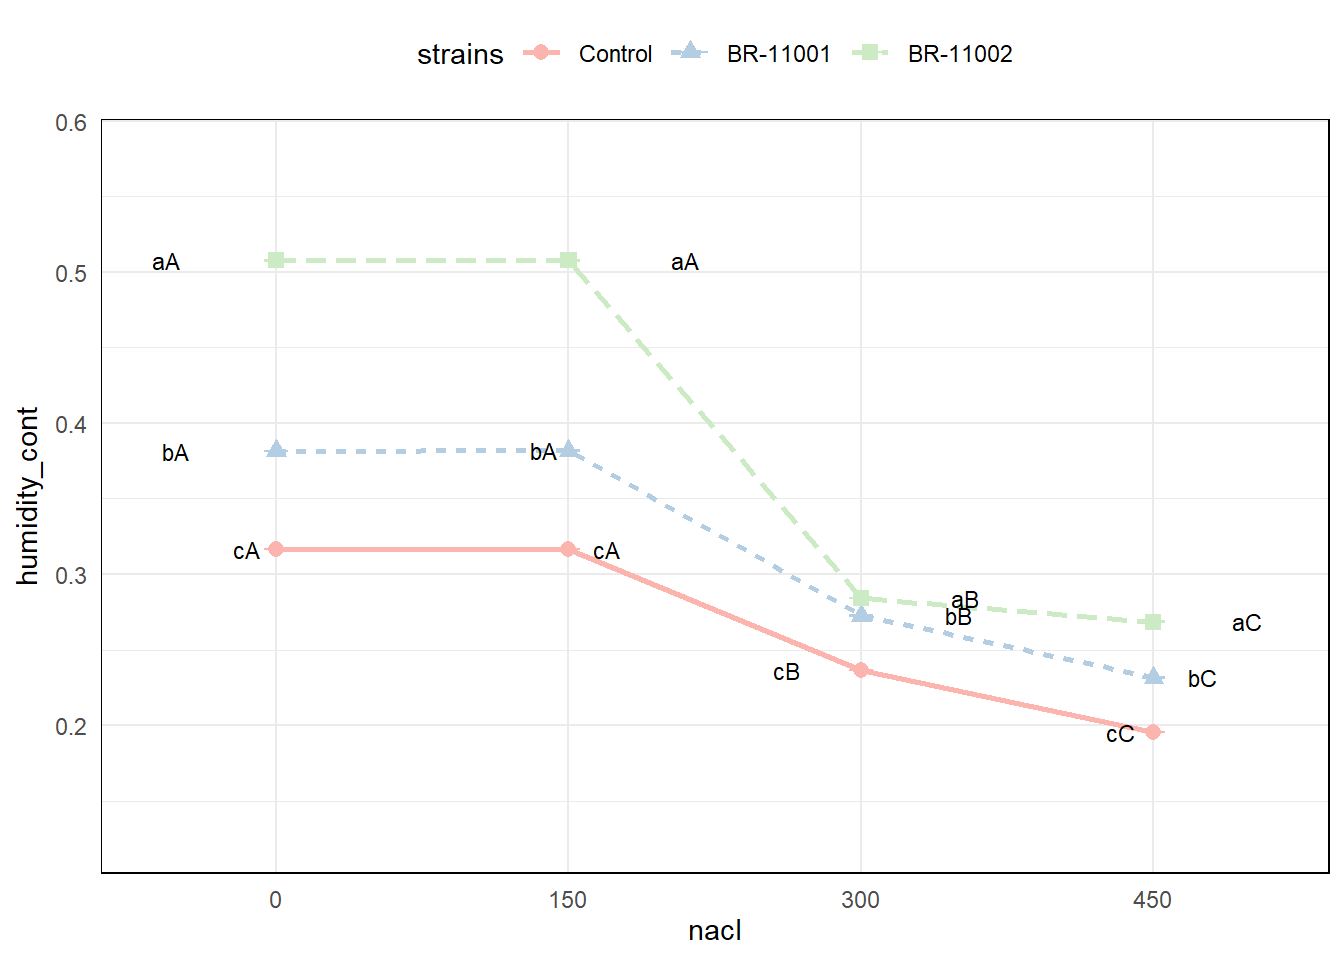 strains Control BR-11001 BR-11002
0.6
aA aA 0.5
0.4
bA bA
humidity_cont
cA cA
0.3
aB
bB
aC
cB
bC
0.2
cC
0 150 300 450
nacl